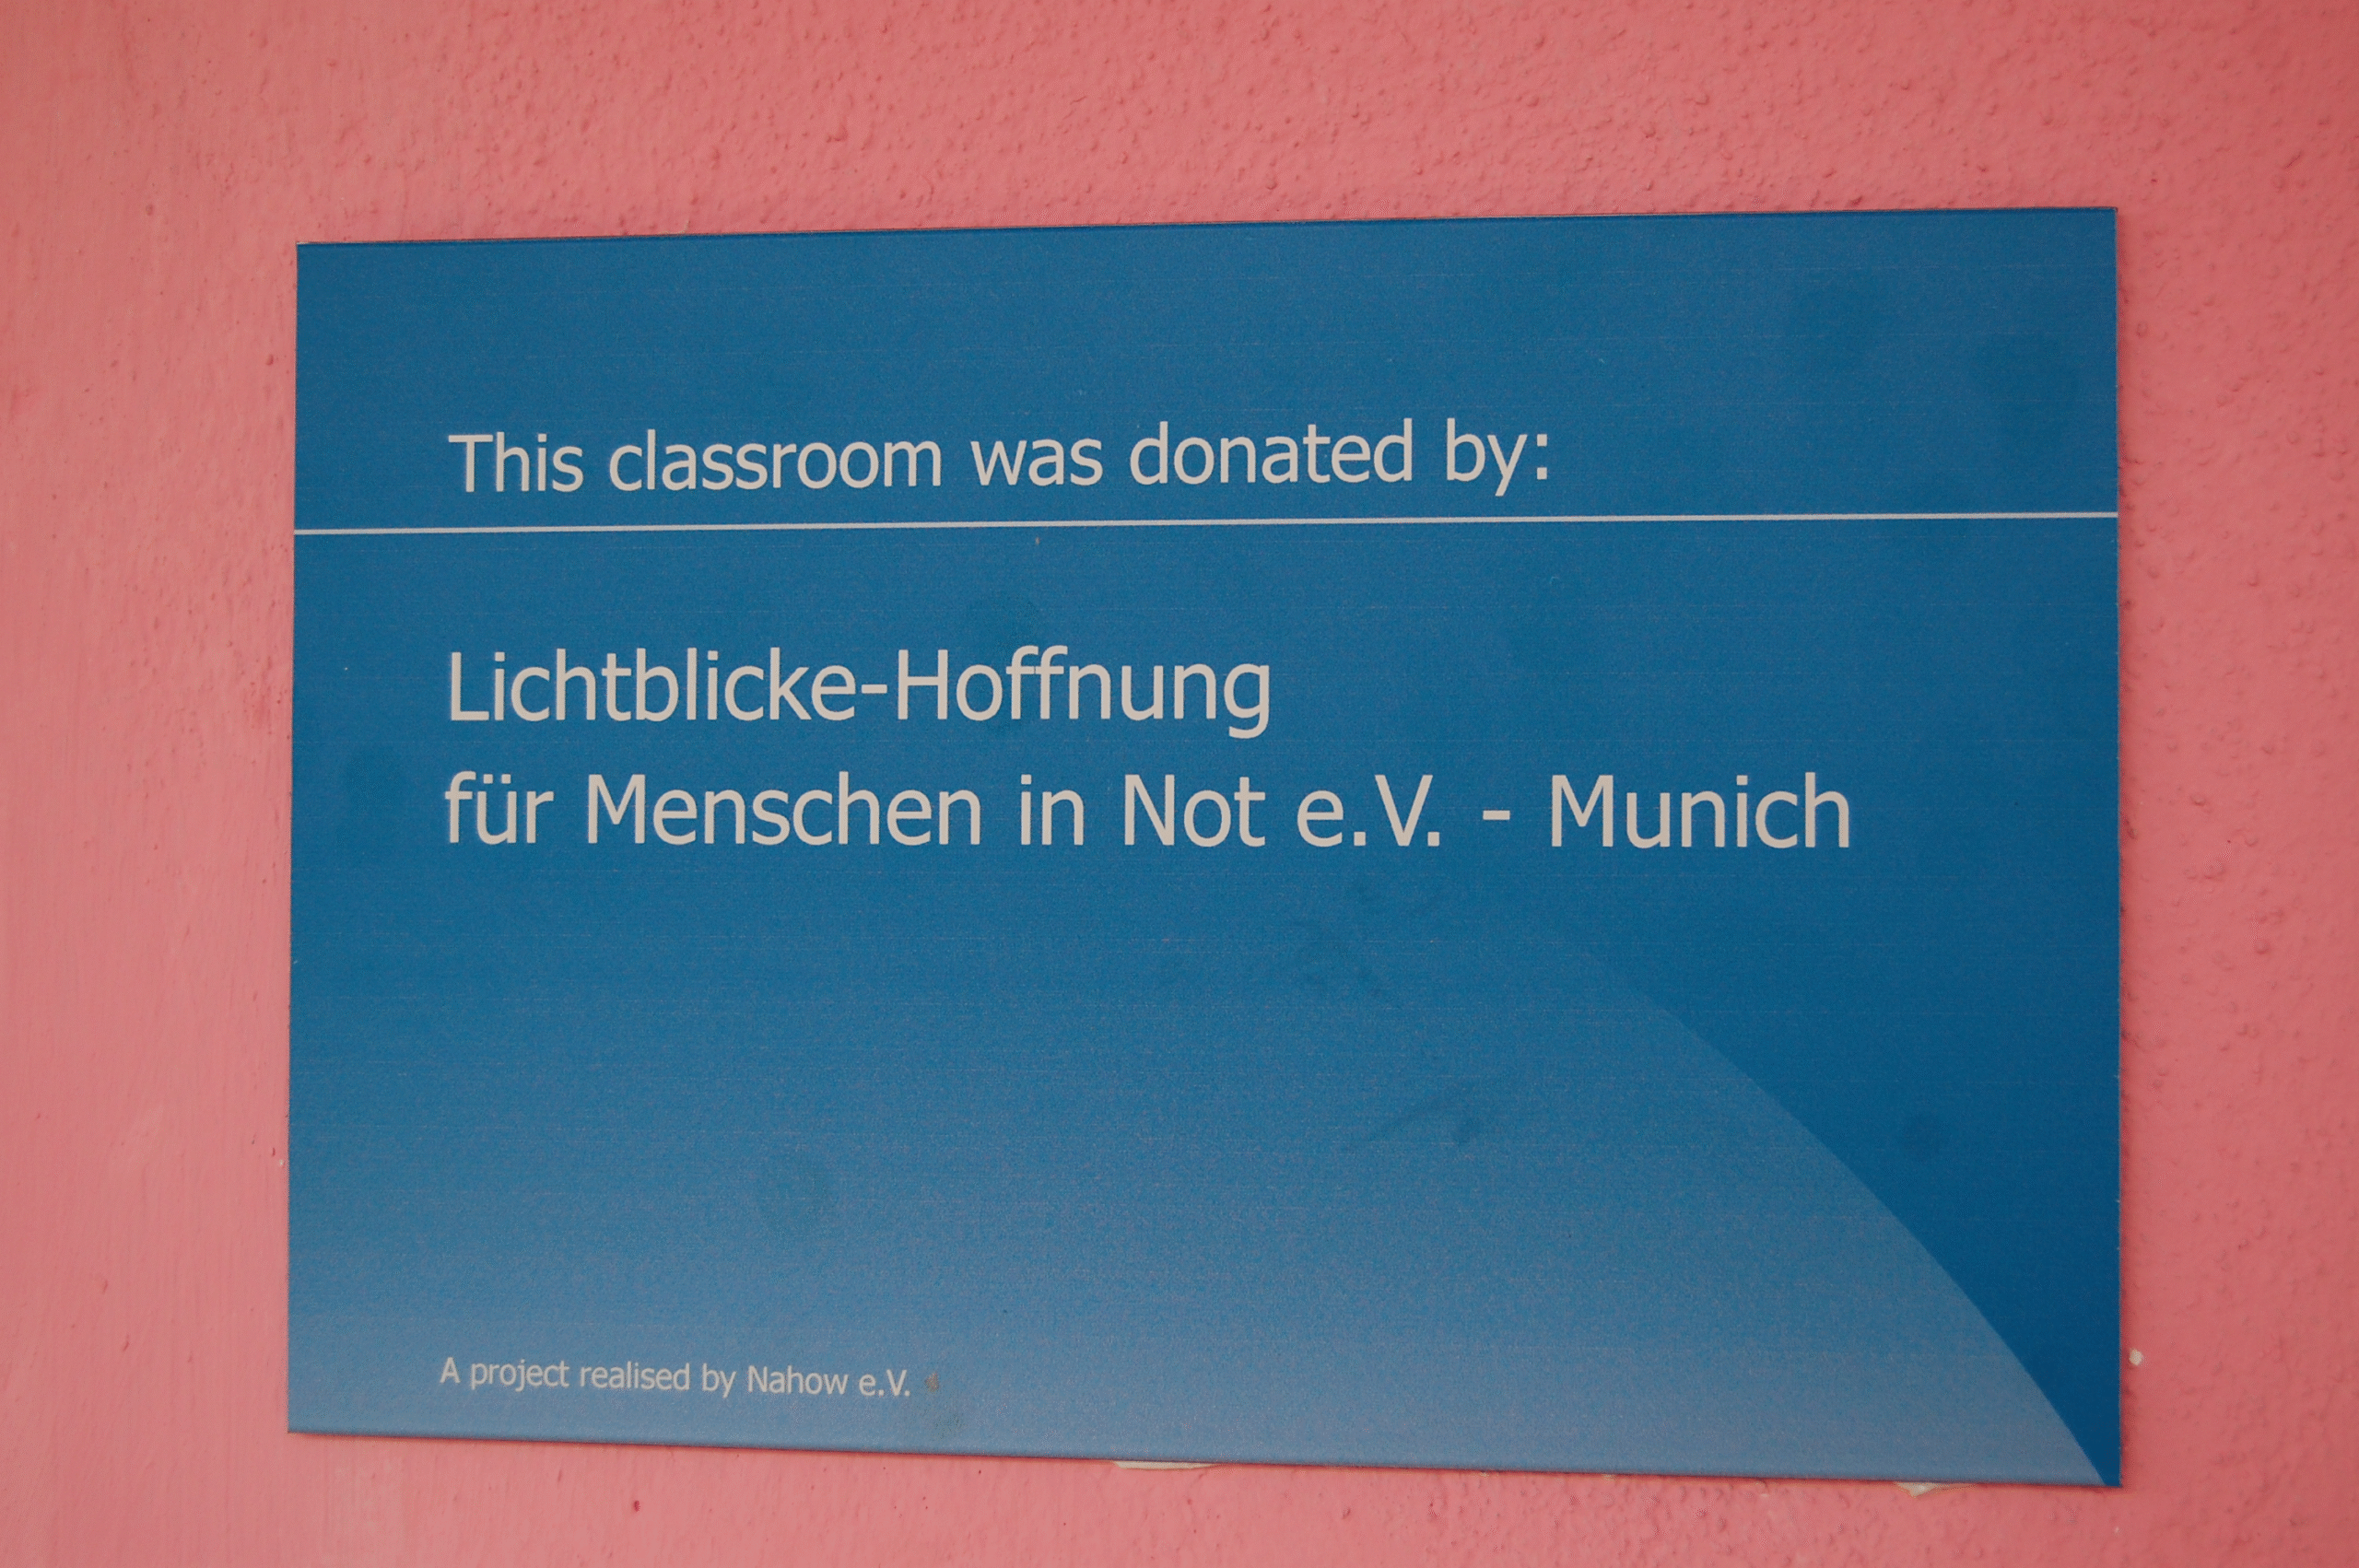 This classroom was donated by:
Lichtblicke-Hoffnung
für Menschen in Not e.V. - Munich
A project realised by Nahow e.V.